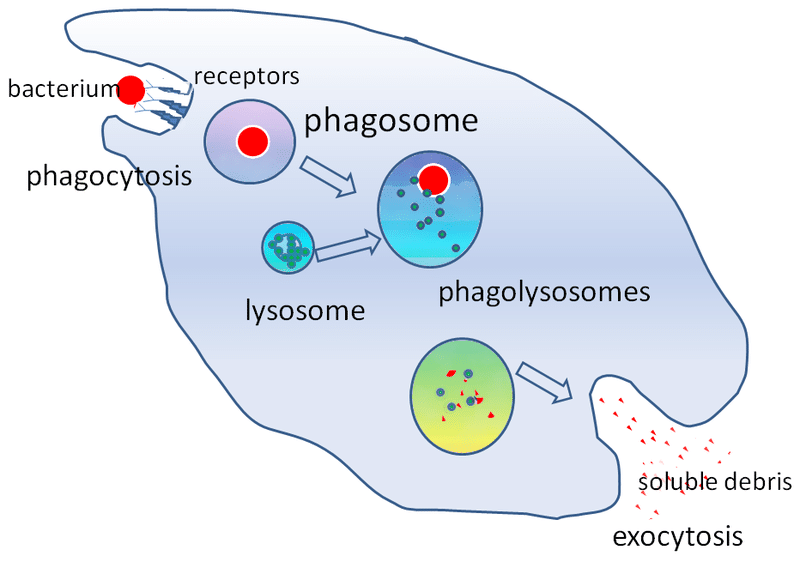 bacterium
receptors
phagosome
phagocytosis
lysosome
phagolysosomes
soluble debris
exocytosis